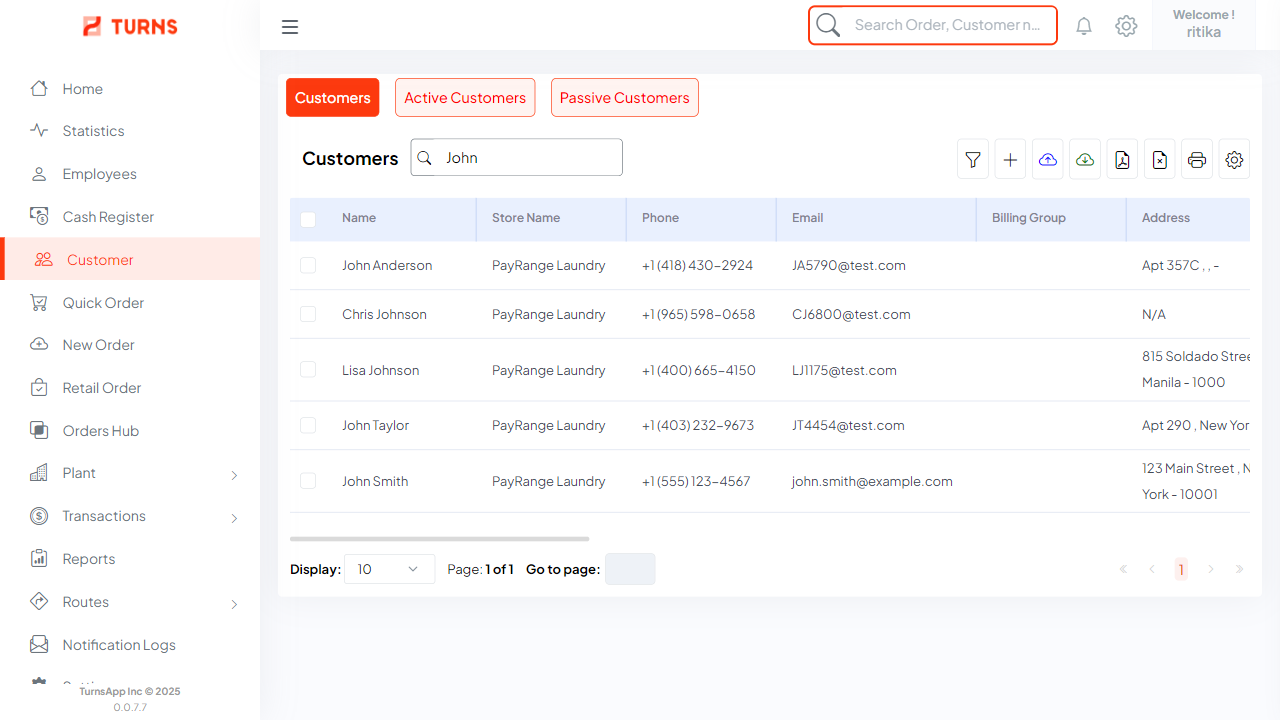 TURNS
Search Order, Customer n...
Welcome !
ritika
Home
Statistics
Employees
Cash Register
Customer
Quick Order
New Order
Retail Order
Orders Hub
Plant
Transactions
Reports
Routes
Notification Logs
TurnsApp Inc © 2025
0.0.7.7
Customers Active Customers Passive Customers
Customers John
Name Store Name Phone Email Billing Group Address
John Anderson PayRange Laundry +1 (418) 430-2924 JA5790@test.com Apt 357C , , -
Chris Johnson PayRange Laundry +1 (965) 598-0658 CJ6800@test.com N/A
Lisa Johnson PayRange Laundry +1 (400) 665-4150 LJ1175@test.com 815 Soldado Stree
Manila - 1000
John Taylor PayRange Laundry +1 (403) 232-9673 JT4454@test.com Apt 290 , New Yor
John Smith PayRange Laundry +1 (555) 123-4567 john.smith@example.com 123 Main Street , N
York - 10001
Display: 10 Page: 1 of 1 Go to page: 1